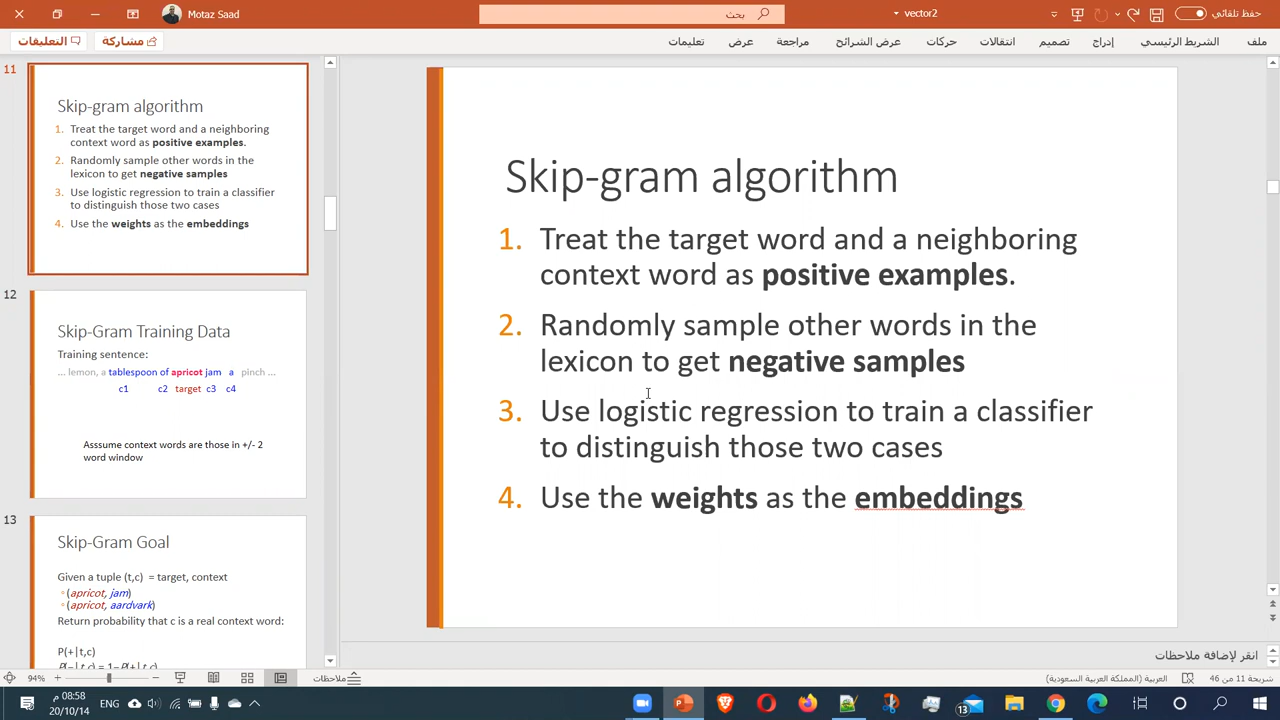 Motaz Saad
بحث
vector2
حفظ تلقائي
ملف
الشريط الرئيسي
إدراج
تصميم
انتقالات
حركات
عرض الشرائح
مراجعة
عرض
تعليمات
مشاركة
التعليقات
11
Skip-gram algorithm
1. Treat the target word and a neighboring
context word as positive examples.
2. Randomly sample other words in the
lexicon to get negative samples
3. Use logistic regression to train a classifier
to distinguish those two cases
4. Use the weights as the embeddings
12
Skip-Gram Training Data
Training sentence:
... lemon, a tablespoon of apricot jam a pinch ...
c1 c2 target c3 c4
Asssume context words are those in +/- 2
word window
13
Skip-Gram Goal
Given a tuple (t,c) = target, context
◦ (apricot, jam)
◦ (apricot, aardvark)
Return probability that c is a real context word:
P(+|t,c)
P(−|t,c) = 1−P(+|t,c)
Skip-gram algorithm
1. Treat the target word and a neighboring
context word as positive examples.
2. Randomly sample other words in the
lexicon to get negative samples
3. Use logistic regression to train a classifier
to distinguish those two cases
4. Use the weights as the embeddings
انقر لإضافة ملاحظات
شريحة 11 من 46
العربية (المملكة العربية السعودية)
ملاحظات
94%
08:58 م
20/10/14
ENG
13